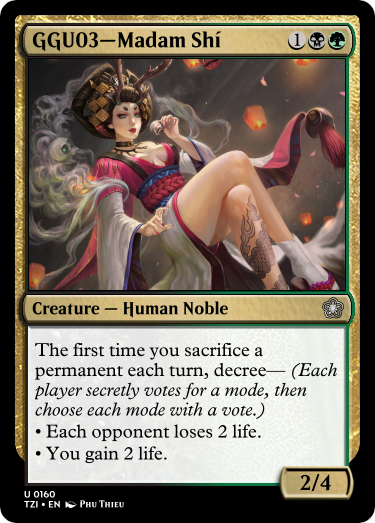 GGU03—Madam Shí 1
Creature — Human Noble
The first time you sacrifice a
permanent each turn, decree— (Each
player secretly votes for a mode, then
choose each mode with a vote.)
• Each opponent loses 2 life.
• You gain 2 life.
2/4
U 0160
TZI • EN Phu Thieu